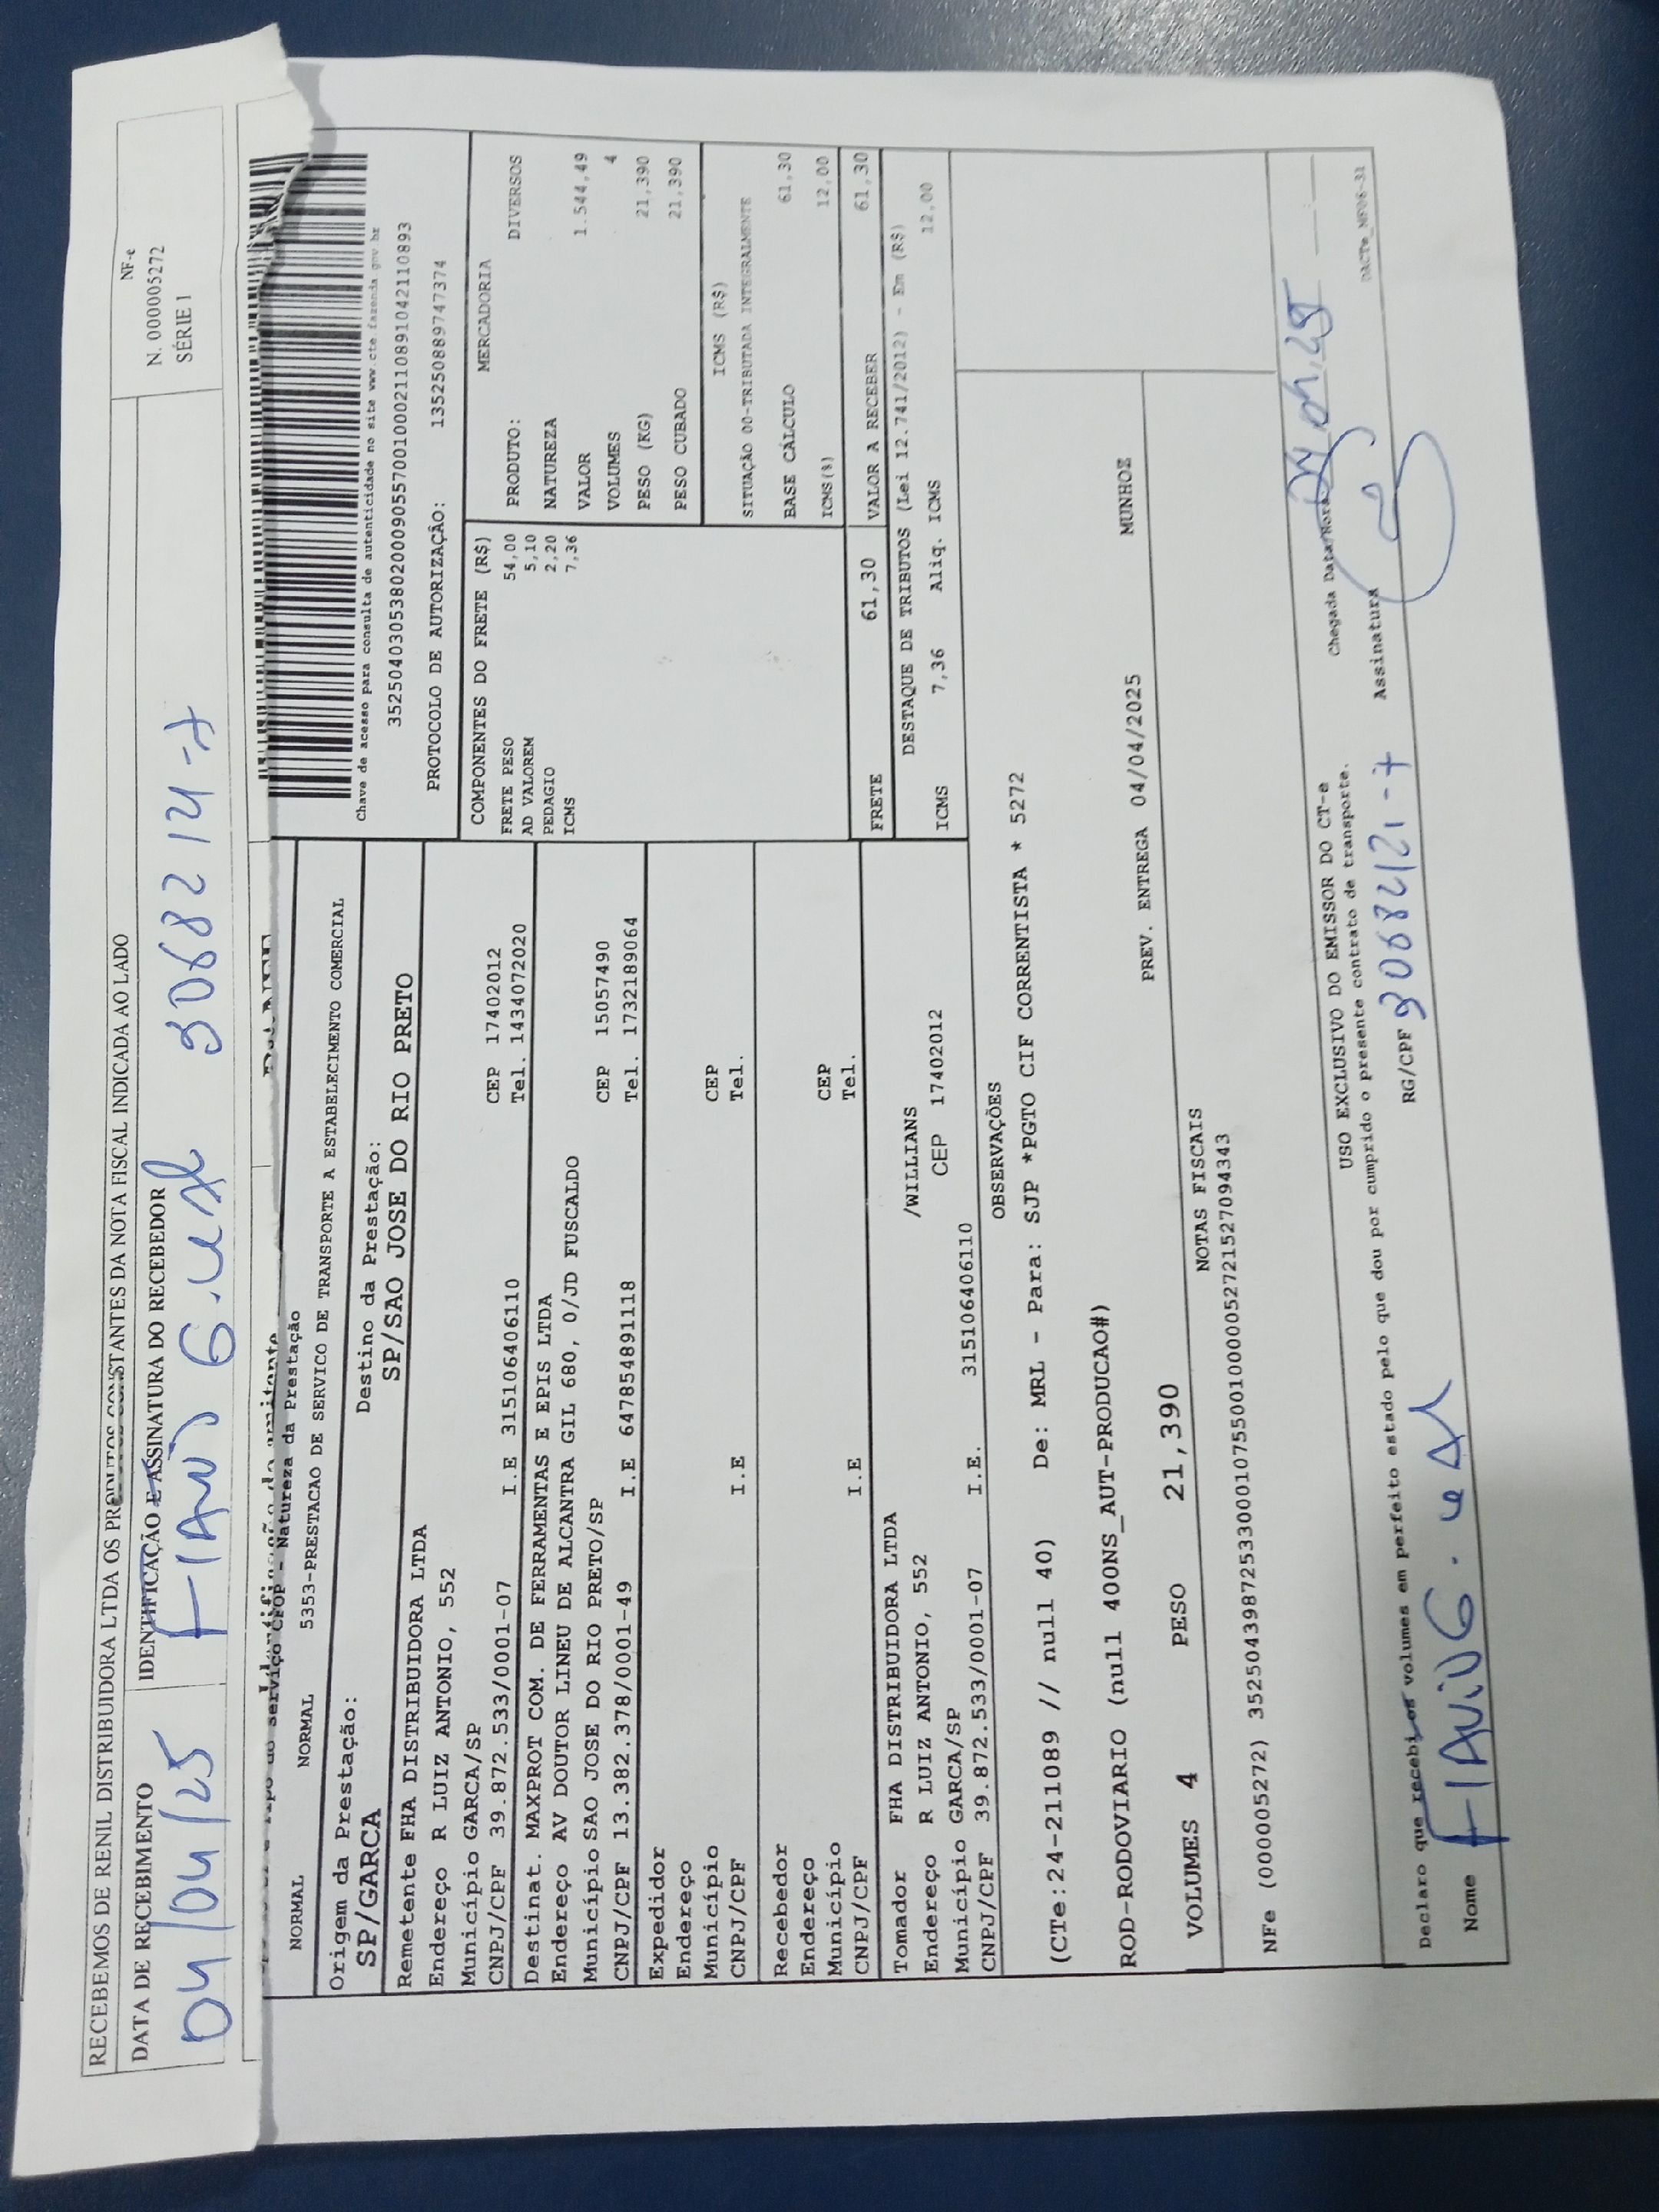 RECEBEMOS DE RENIL DISTRIBUIDORA LTDA OS PRODUTOS CONSTANTES DA NOTA FISCAL INDICADA AO LADO
NF-e
N. 000005272
SÉRIE 1
DATA DE RECEBIMENTO
04/04/25
IDENTIFICAÇÃO E ASSINATURA DO RECEBEDOR
chave de acesso para consulta de autenticidade no site www.cte.fazenda.gov.br
35250403053802000905570010002110891042110893
PROTOCOLO DE AUTORIZAÇÃO: 135250889747374
serviço CFOP - Natureza da Prestação
NORMAL NORMAL 5353-PRESTACAO DE SERVICO DE TRANSPORTE A ESTABELECIMENTO COMERCIAL
Origem da Prestação: Destino da Prestação:
SP/GARCA SP/SAO JOSE DO RIO PRETO
Remetente FHA DISTRIBUIDORA LTDA
Endereço R LUIZ ANTONIO, 552
Município GARCA/SP CEP 17402012
CNPJ/CPF 39.872.533/0001-07 I.E 315106406110 Tel. 1434072020
Destinat. MAXPROT COM. DE FERRAMENTAS E EPIS LTDA
Endereço AV DOUTOR LINEU DE ALCANTRA GIL 680, 0/JD FUSCALDO
Município SAO JOSE DO RIO PRETO/SP CEP 15057490
CNPJ/CPF 13.382.378/0001-49 I.E 647854891118 Tel. 1732189064
Expedidor
Endereço
Município CEP
CNPJ/CPF I.E Tel.
Recebedor
Endereço
Município CEP
CNPJ/CPF I.E Tel.
Tomador FHA DISTRIBUIDORA LTDA /WILLIANS
Endereço R LUIZ ANTONIO, 552 CEP 17402012
Município GARCA/SP
CNPJ/CPF 39.872.533/0001-07 I.E. 315106406110
COMPONENTES DO FRETE (R$)
FRETE PESO 54,00
AD VALOREM 5,10
PEDAGIO 2,20
ICMS 7,36
MERCADORIA
PRODUTO: DIVERSOS
NATUREZA
VALOR 1.544,49
VOLUMES 4
PESO (KG) 21,390
PESO CUBADO 21,390
ICMS (R$)
SITUAÇÃO 00-TRIBUTADA INTEGRALMENTE
BASE CÁLCULO 61,30
ICMS(%) 12,00
FRETE 61,30 VALOR A RECEBER 61,30
DESTAQUE DE TRIBUTOS (Lei 12.741/2012) - Em (R$)
ICMS 7,36 Aliq. ICMS 12,00
OBSERVAÇÕES
(CTe:24-2111089 // null 40) De: MRL - Para: SJP *PGTO CIF CORRENTISTA * 5272
ROD-RODOVIARIO (null 400NS_AUT-PRODUCAO#)
PREV. ENTREGA 04/04/2025 MUNHOZ
VOLUMES 4 PESO 21,390
NOTAS FISCAIS
NFe (000005272) 35250439872533000107550010000052721527094343
USO EXCLUSIVO DO EMISSOR DO CT-e
Declaro que recebi os volumes em perfeito estado pelo que dou por cumprido o presente contrato de transporte.
Chegada Data/Hora
Nome RG/CPF Assinatura
DACTe_NF06-31